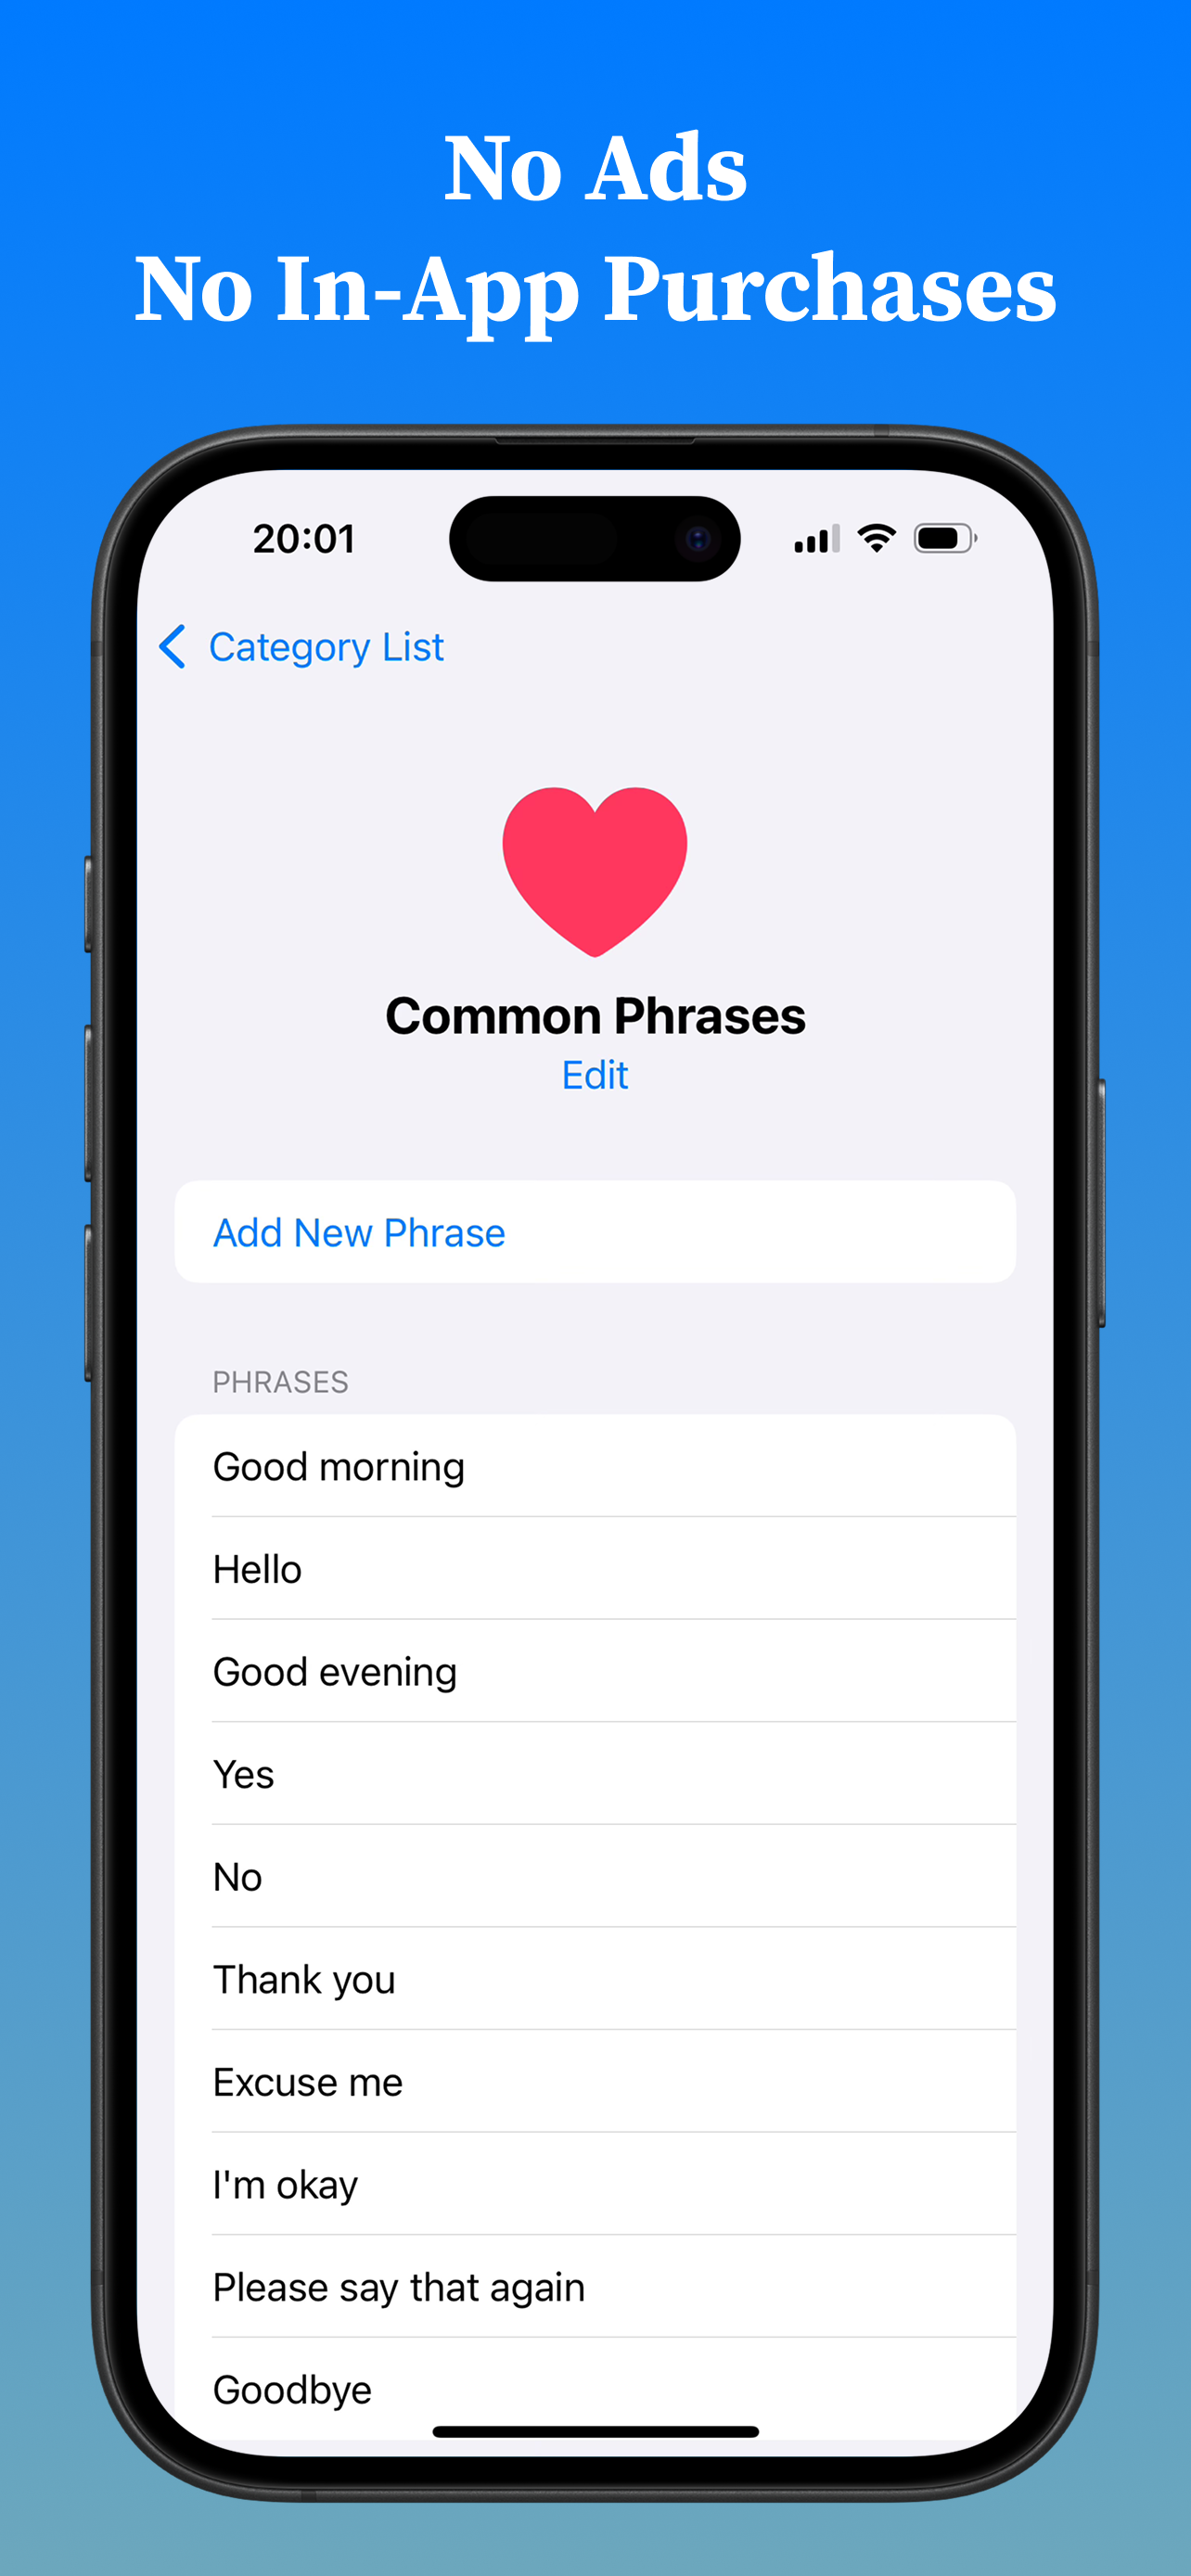 No Ads
No In-App Purchases
20:01
Category List
Common Phrases
Edit
Add New Phrase
PHRASES
Good morning
Hello
Good evening
Yes
No
Thank you
Excuse me
I'm okay
Please say that again
Goodbye